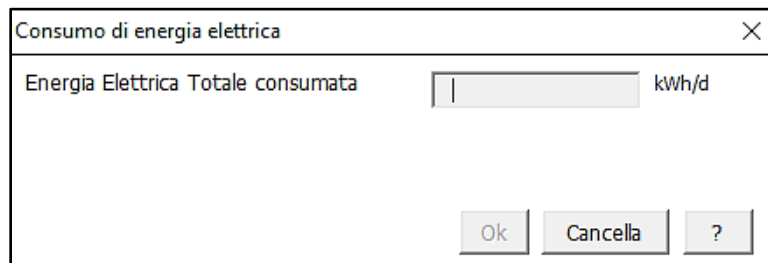 Consumo di energia elettrica
Energia Elettrica Totale consumata kWh/d
Ok Cancella ?